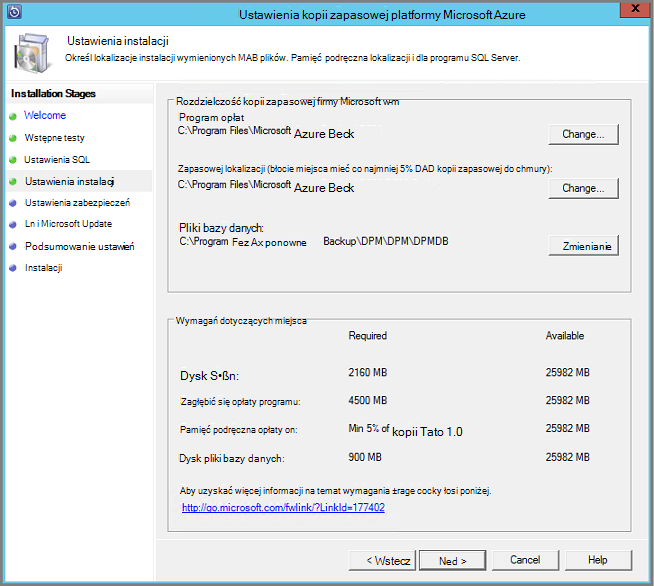 Ustawienia kopii zapasowej platformy Microsoft Azure
X
Ustawienia instalacji
Określ lokalizacje instalacji wymienionych MAB plików. Pamięć podręczna lokalizacji i dla programu SQL Server.
Installation Stages
Welcome
Wstępne testy
Ustawienia SQL
Ustawienia instalacji
Ustawienia zabezpieczeń
Ln i Microsoft Update
Podsumowanie ustawień
Instalacji
Rozdzielczość kopii zapasowej firmy Microsoft w-m
Program opłat
C:\Program Files\Microsoft Azure Beck
Change...
Zapasowej lokalizacji (błocie miejsca mieć co najmniej 5% DAD kopii zapasowej do chmury):
C:\Program Files\Microsoft Azure Beck
Change...
Pliki bazy danych:
C:\Program Fez Ax ponowne Backup\DPM\DPM\DPMDB
Zmienianie
Wymagań dotyczących miejsca
Required Available
Dysk S•ßn: 2160 MB 25982 MB
Zagłębić się opłaty programu: 4500 MB 25982 MB
Pamięć podręczna opłaty on: Min 5% of kopii Tato 1.0 25982 MB
Dysk pliki bazy danych: 900 MB 25982 MB
Aby uzyskać więcej informacji na temat wymagania ±rage cocky łosi poniżej.
http://go.microsoft.com/fwlink/?LinkId=177402
< Wstecz
Ned >
Cancel
Help